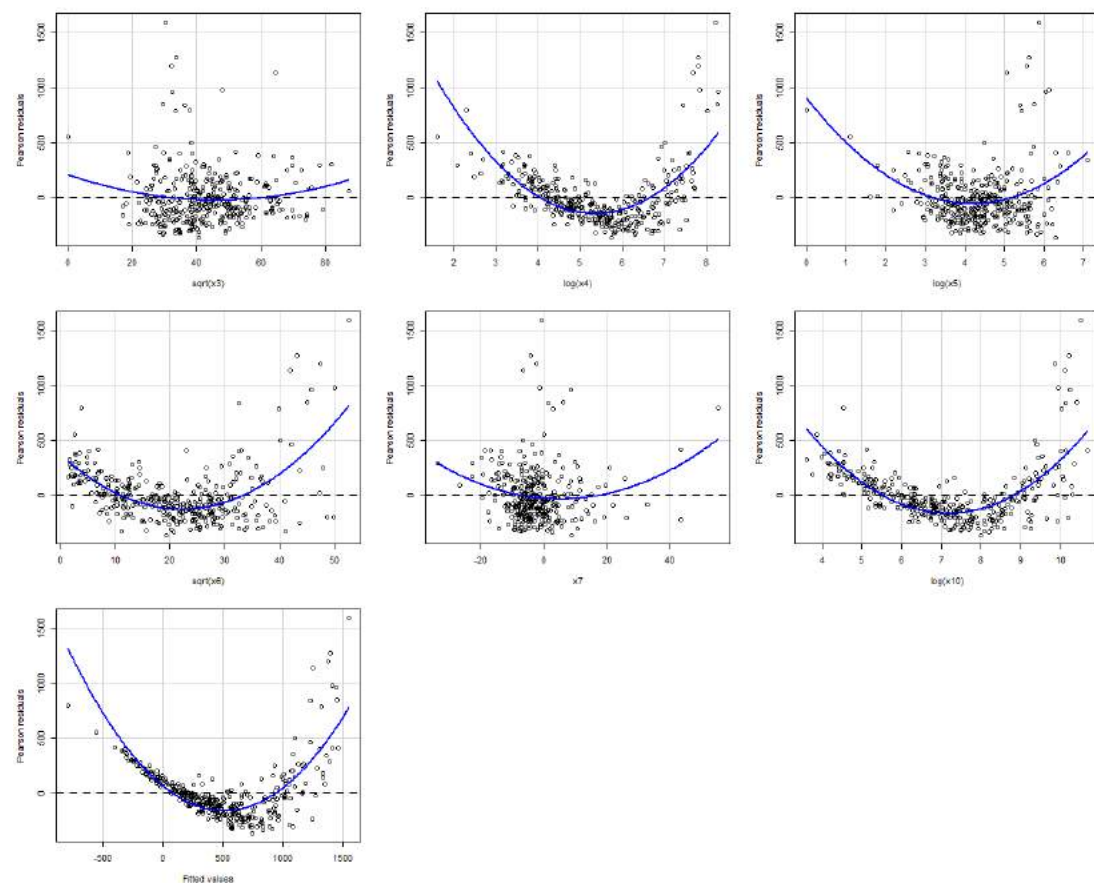 Pearson residuals
1500
1000
500
0
0 20 40 60 80
sqrt(x3)
Pearson residuals
1500
1000
500
0
2 3 4 5 6 7 8
log(x4)
Pearson residuals
1500
1000
500
0
0 1 2 3 4 5 6 7
log(x5)
Pearson residuals
1500
1000
500
0
0 10 20 30 40 50
sqrt(x6)
Pearson residuals
1500
1000
500
0
-20 0 20 40
x7
Pearson residuals
1500
1000
500
0
4 5 6 7 8 9 10
log(x10)
Pearson residuals
1500
1000
500
0
-500 0 500 1000 1500
Fitted values